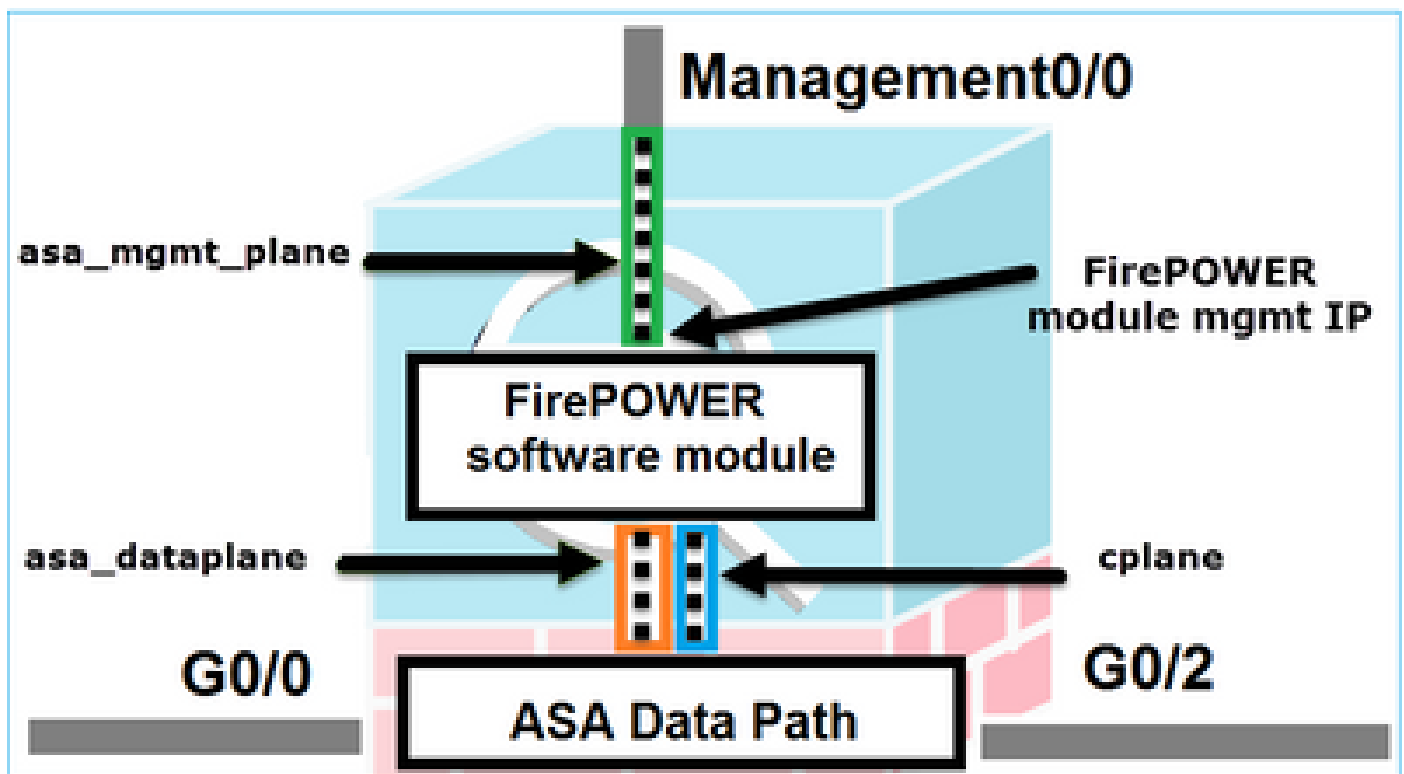 Management0/0
asa_mgmt_plane
FirePOWER
module mgmt IP
FirePOWER
software module
asa_dataplane
cplane
G0/0
G0/2
ASA Data Path